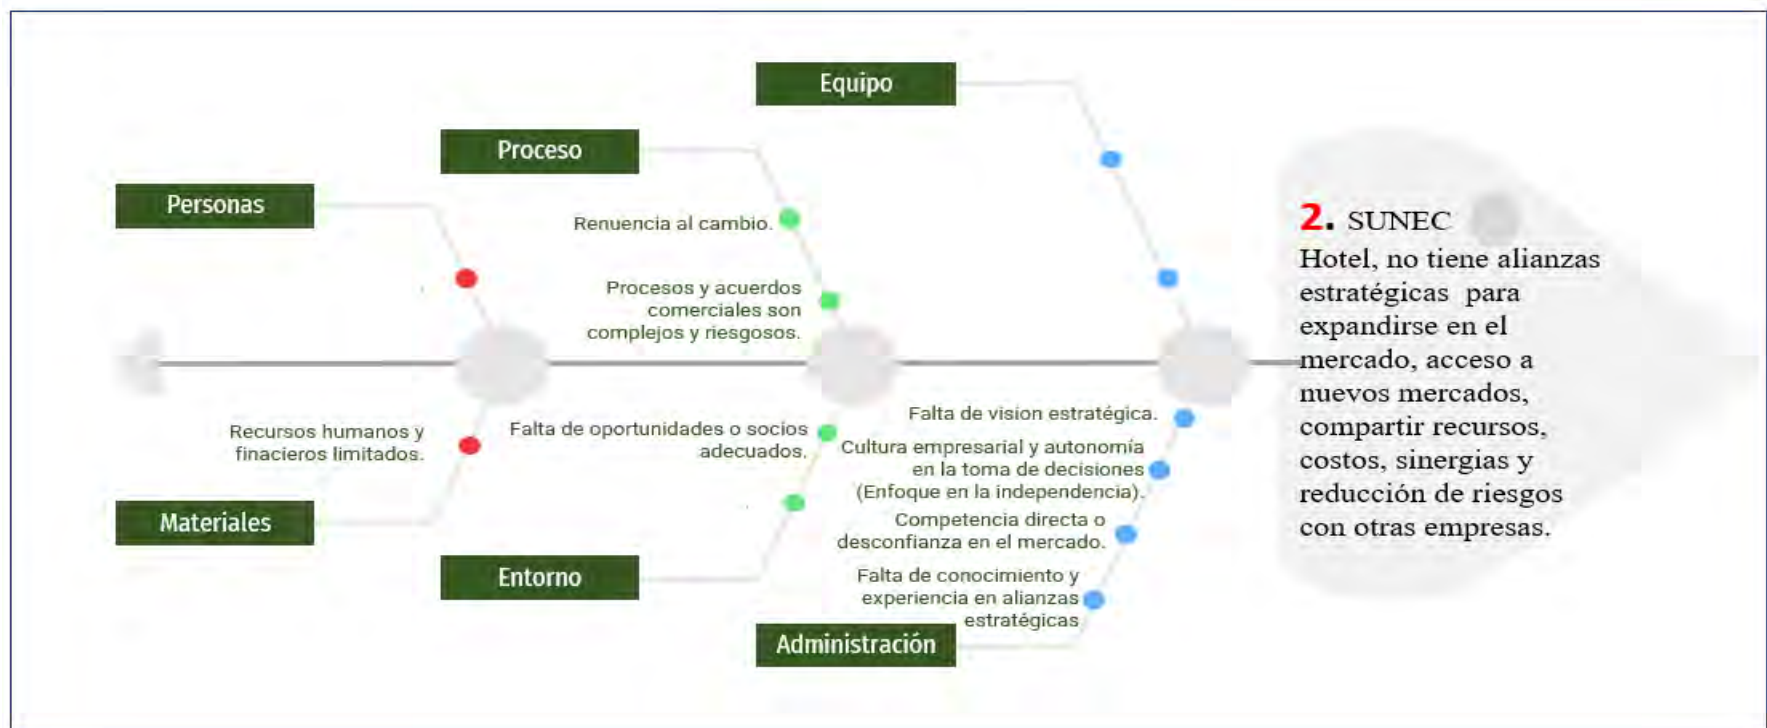 Equipo
Proceso
Personas
Renuencia al cambio.
Procesos y acuerdos
comerciales son
complejos y riesgosos.
2. SUNEC
Hotel, no tiene alianzas
estratégicas para
expandirse en el
mercado, acceso a
nuevos mercados,
compartir recursos,
costos, sinergias y
reducción de riesgos
con otras empresas.
Recursos humanos y
finacieros limitados.
Materiales
Falta de oportunidades o socios
adecuados.
Entorno
Falta de vision estratégica.
Cultura empresarial y autonomía
en la toma de decisiones
(Enfoque en la independencia).
Competencia directa o
desconfianza en el mercado.
Falta de conocimiento y
experiencia en alianzas
estratégicas
Administración